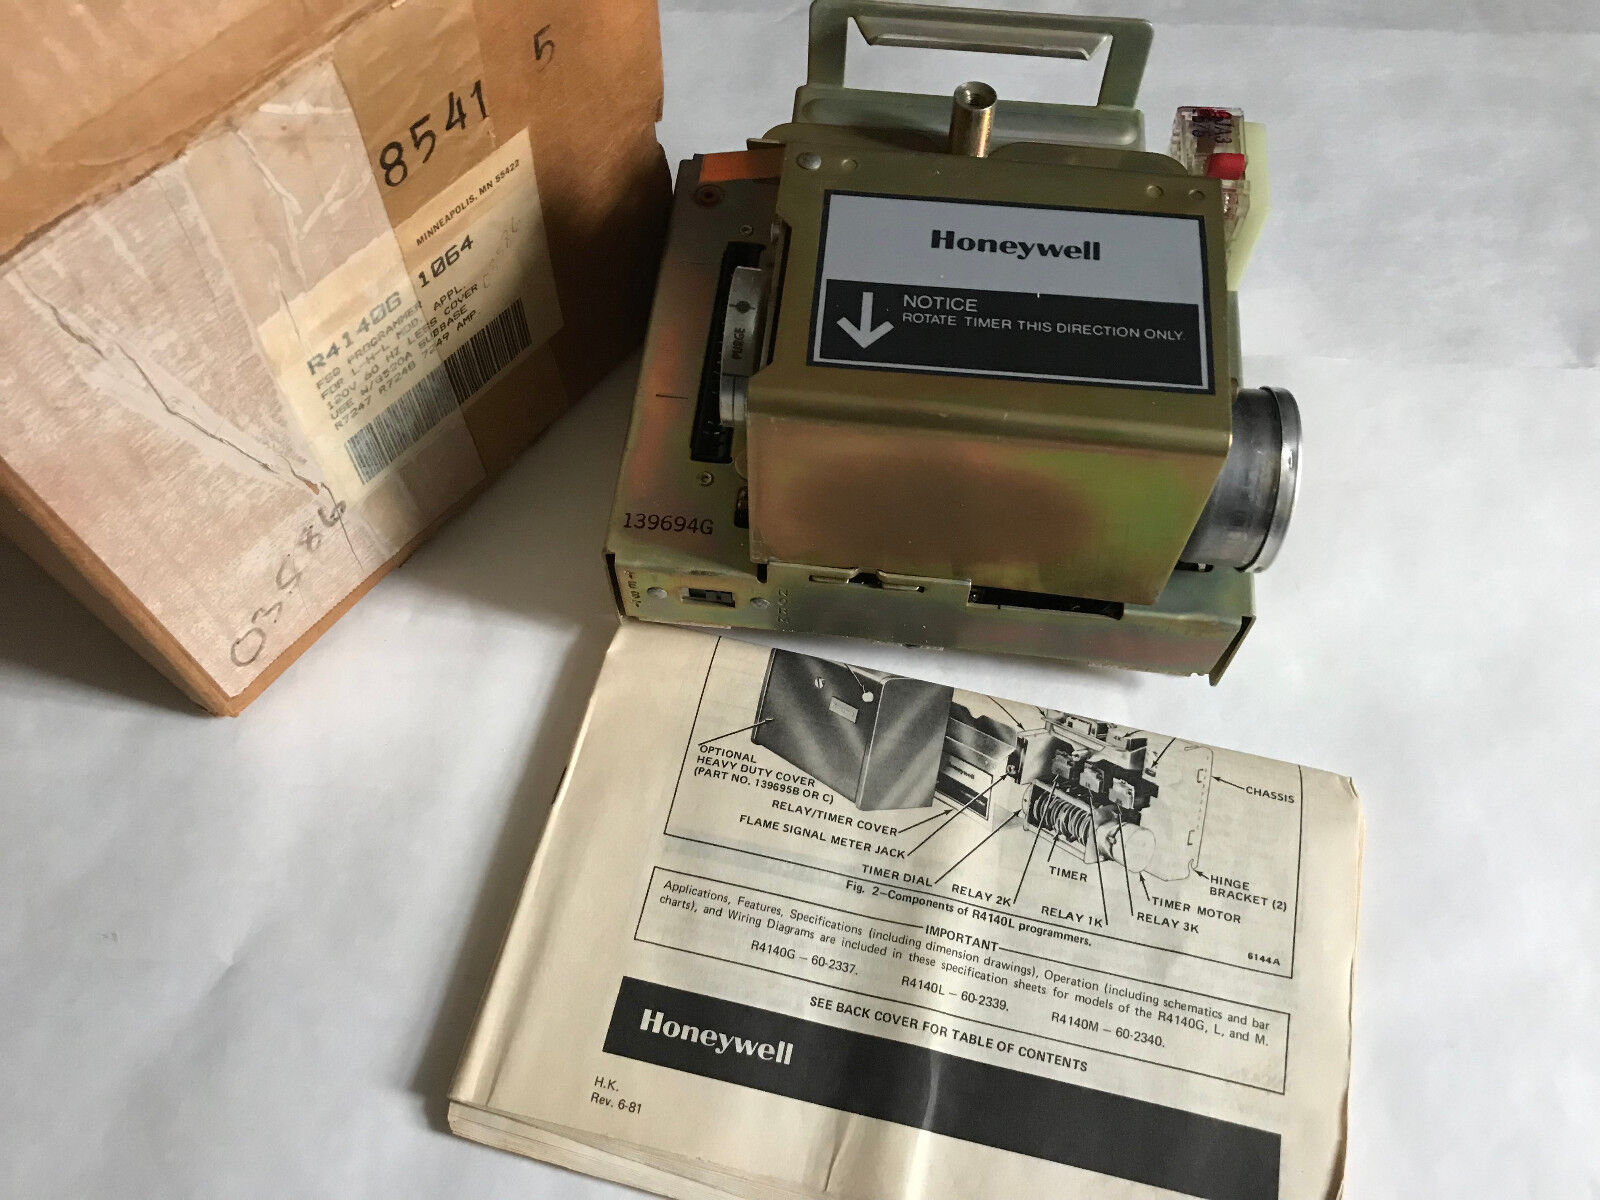 5
8541
MINNEAPOLIS, MN 55422
R4140G 1064
FSG PROGRAMMER APPL.
FOR L-H-L MOD.
120V 60 HZ LESS COVER
USE W/Q520A SUBBASE
R7247 R7248 7249 AMP
03.486
Honeywell
NOTICE
ROTATE TIMER THIS DIRECTION ONLY.
PURGE
139694G
OPTIONAL
HEAVY DUTY COVER
(PART NO. 139695B OR C)
RELAY/TIMER COVER
FLAME SIGNAL METER JACK
TIMER DIAL
RELAY 2K
TIMER
RELAY 1K
RELAY 3K
TIMER MOTOR
HINGE
BRACKET (2)
CHASSIS
Honeywell
Fig. 2—Components of R4140L programmers.
6144A
IMPORTANT
Applications, Features, Specifications (including dimension drawings), Operation (including schematics and bar
charts), and Wiring Diagrams are included in these specification sheets for models of the R4140G, L, and M.
R4140G — 60-2337. R4140L — 60-2339. R4140M — 60-2340.
SEE BACK COVER FOR TABLE OF CONTENTS
Honeywell
H.K.
Rev. 6-81